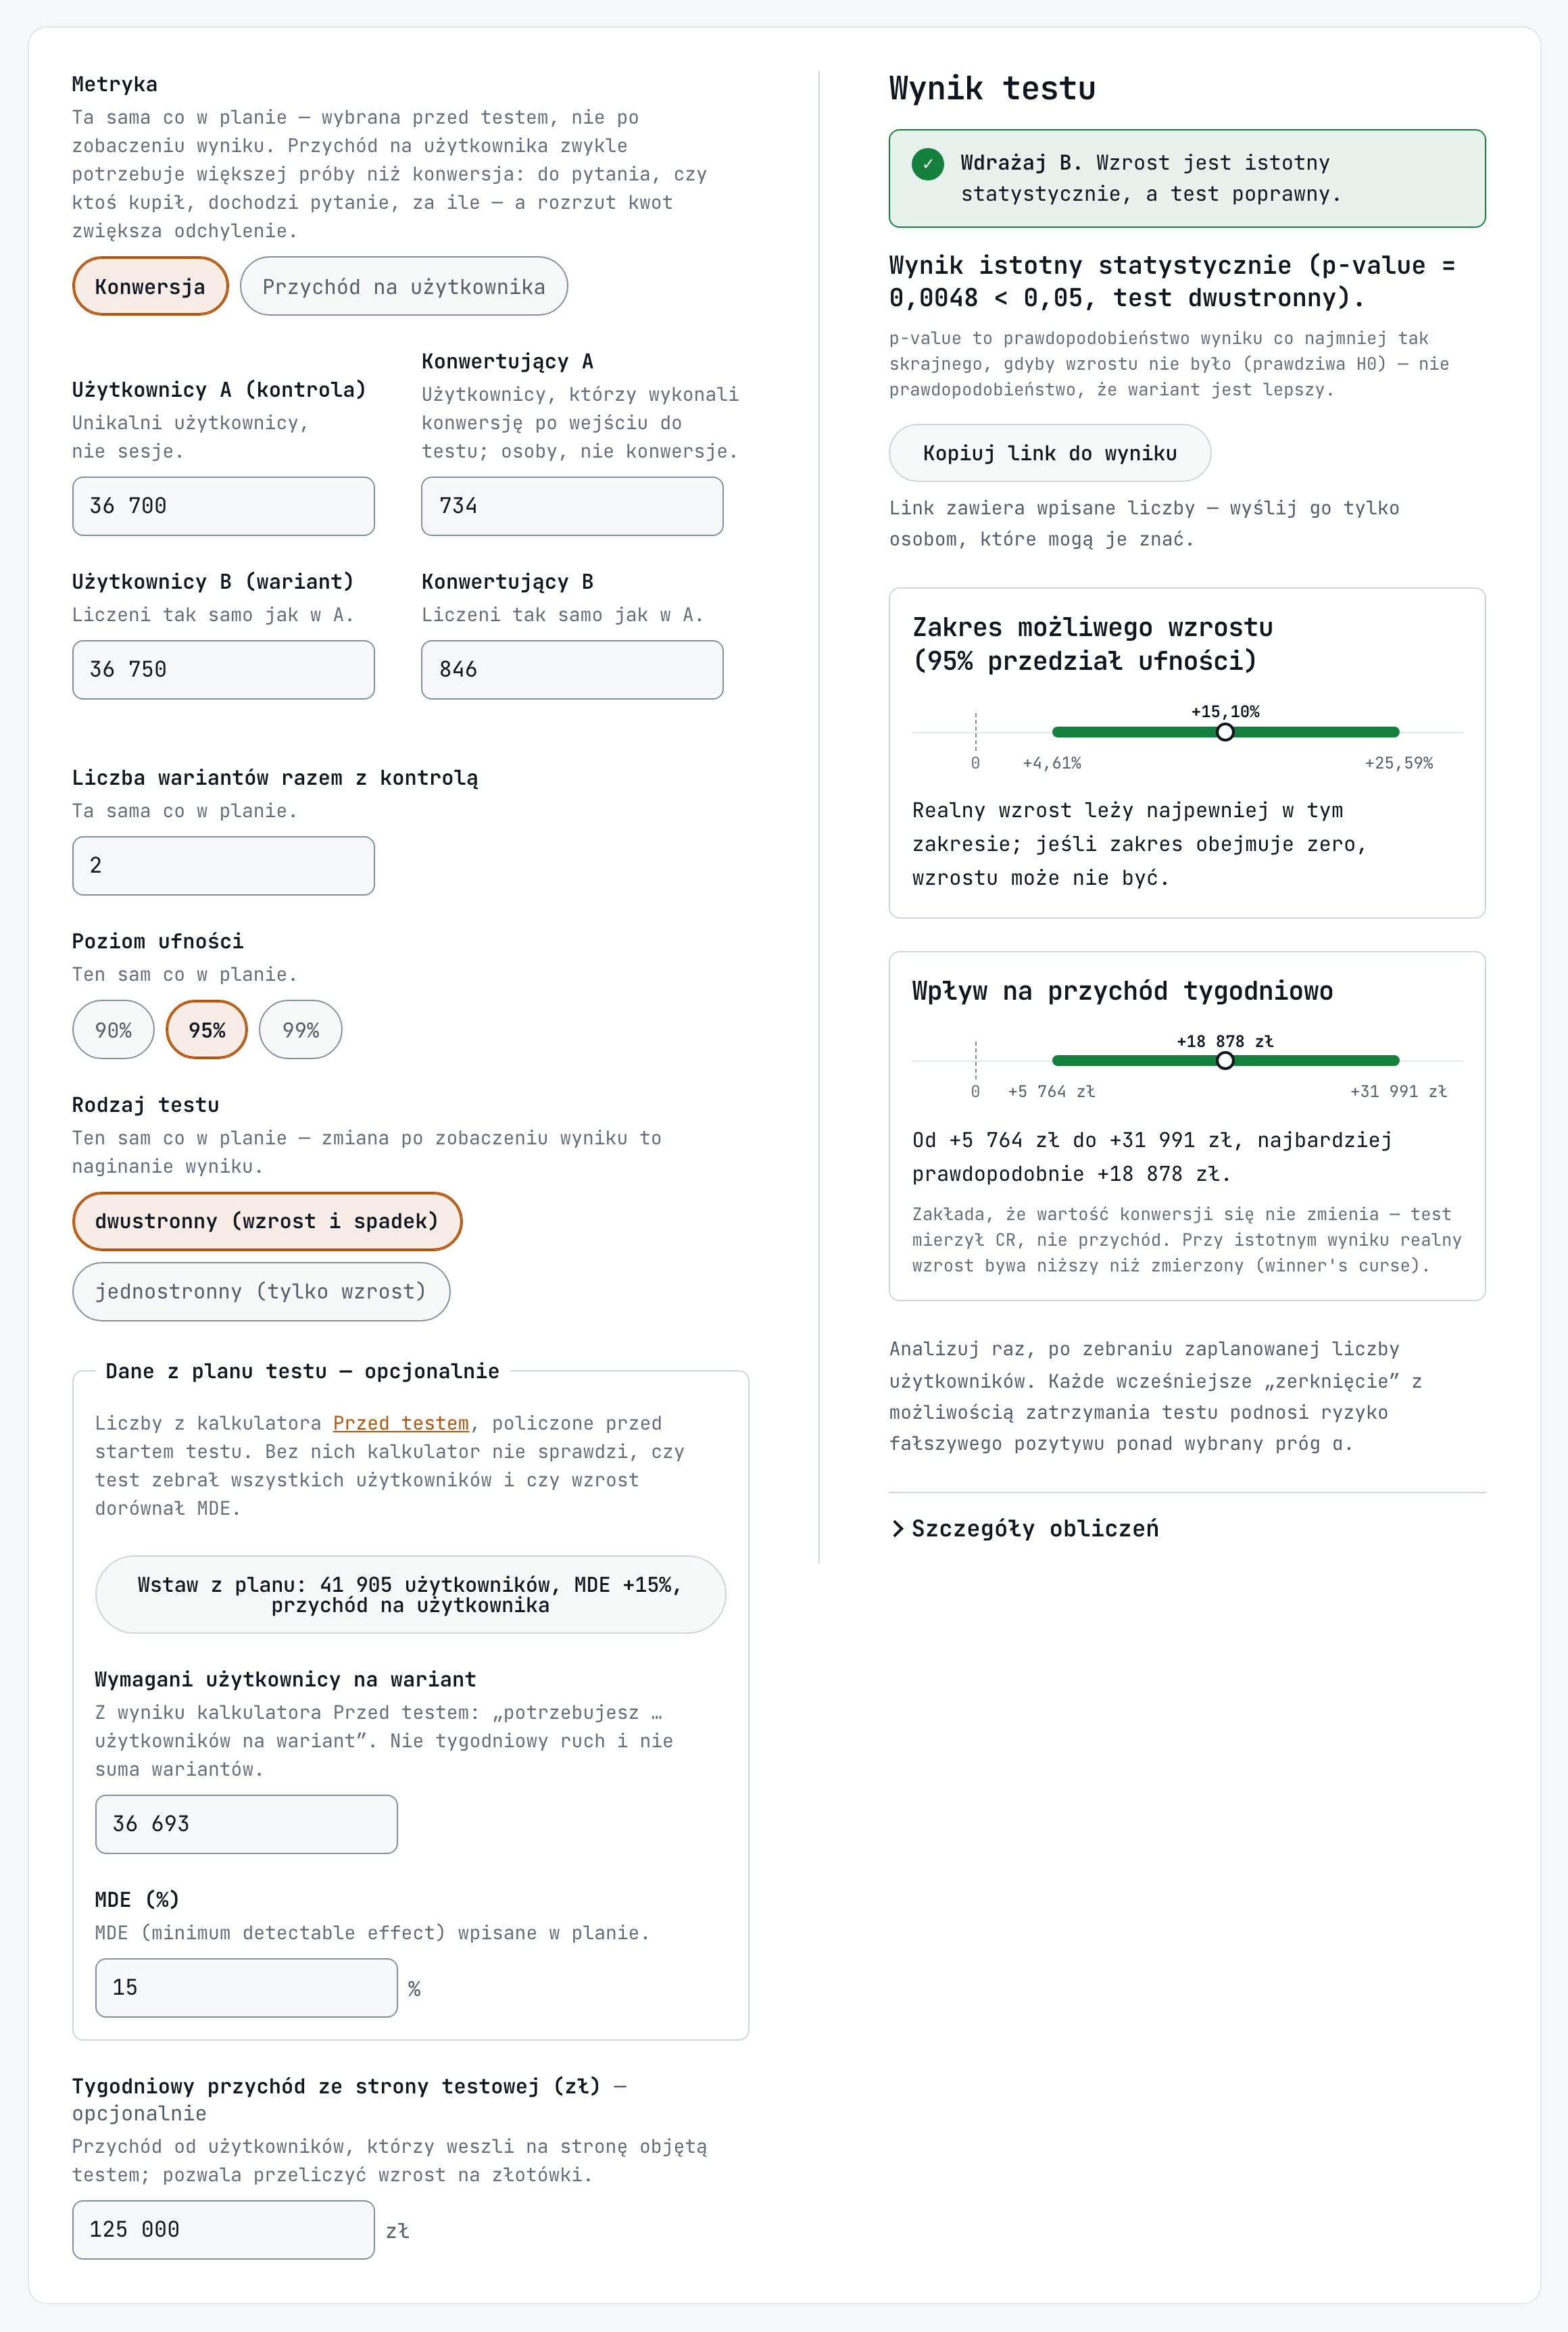 Metryka
Ta sama co w planie — wybrana przed testem, nie po
zobaczeniu wyniku. Przychód na użytkownika zwykle
potrzebuje większej próby niż konwersja: do pytania, czy
ktoś kupił, dochodzi pytanie, za ile — a rozrzut kwot
zwiększa odchylenie.
Konwersja
Przychód na użytkownika
Użytkownicy A (kontrola)
Unikalni użytkownicy,
nie sesje.
36 700
Konwertujący A
Użytkownicy, którzy wykonali
konwersję po wejściu do
testu; osoby, nie konwersje.
734
Użytkownicy B (wariant)
Liczeni tak samo jak w A.
36 750
Konwertujący B
Liczeni tak samo jak w A.
846
Liczba wariantów razem z kontrolą
Ta sama co w planie.
2
Poziom ufności
Ten sam co w planie.
90%
95%
99%
Rodzaj testu
Ten sam co w planie — zmiana po zobaczeniu wyniku to
naginanie wyniku.
dwustronny (wzrost i spadek)
jednostronny (tylko wzrost)
Dane z planu testu — opcjonalnie
Liczby z kalkulatora Przed testem, policzone przed
startem testu. Bez nich kalkulator nie sprawdzi, czy
test zebrał wszystkich użytkowników i czy wzrost
dorównał MDE.
Wstaw z planu: 41 905 użytkowników, MDE +15%,
przychód na użytkownika
Wymagani użytkownicy na wariant
Z wyniku kalkulatora Przed testem: „potrzebujesz …
użytkowników na wariant”. Nie tygodniowy ruch i nie
suma wariantów.
36 693
MDE (%)
MDE (minimum detectable effect) wpisane w planie.
15
%
Tygodniowy przychód ze strony testowej (zł) —
opcjonalnie
Przychód od użytkowników, którzy weszli na stronę objętą
testem; pozwala przeliczyć wzrost na złotówki.
125 000
zł
Wynik testu
✓
Wdrażaj B. Wzrost jest istotny
statystycznie, a test poprawny.
Wynik istotny statystycznie (p-value =
0,0048 < 0,05, test dwustronny).
p-value to prawdopodobieństwo wyniku co najmniej tak
skrajnego, gdyby wzrostu nie było (prawdziwa H0) — nie
prawdopodobieństwo, że wariant jest lepszy.
Kopiuj link do wyniku
Link zawiera wpisane liczby — wyślij go tylko
osobom, które mogą je znać.
Zakres możliwego wzrostu
(95% przedział ufności)
+15,10%
0
+4,61%
+25,59%
Realny wzrost leży najpewniej w tym
zakresie; jeśli zakres obejmuje zero,
wzrostu może nie być.
Wpływ na przychód tygodniowo
+18 878 zł
0
+5 764 zł
+31 991 zł
Od +5 764 zł do +31 991 zł, najbardziej
prawdopodobnie +18 878 zł.
Zakłada, że wartość konwersji się nie zmienia — test
mierzył CR, nie przychód. Przy istotnym wyniku realny
wzrost bywa niższy niż zmierzony (winner's curse).
Analizuj raz, po zebraniu zaplanowanej liczby
użytkowników. Każde wcześniejsze „zerknięcie” z
możliwością zatrzymania testu podnosi ryzyko
fałszywego pozytywu ponad wybrany próg α.
Szczegóły obliczeń